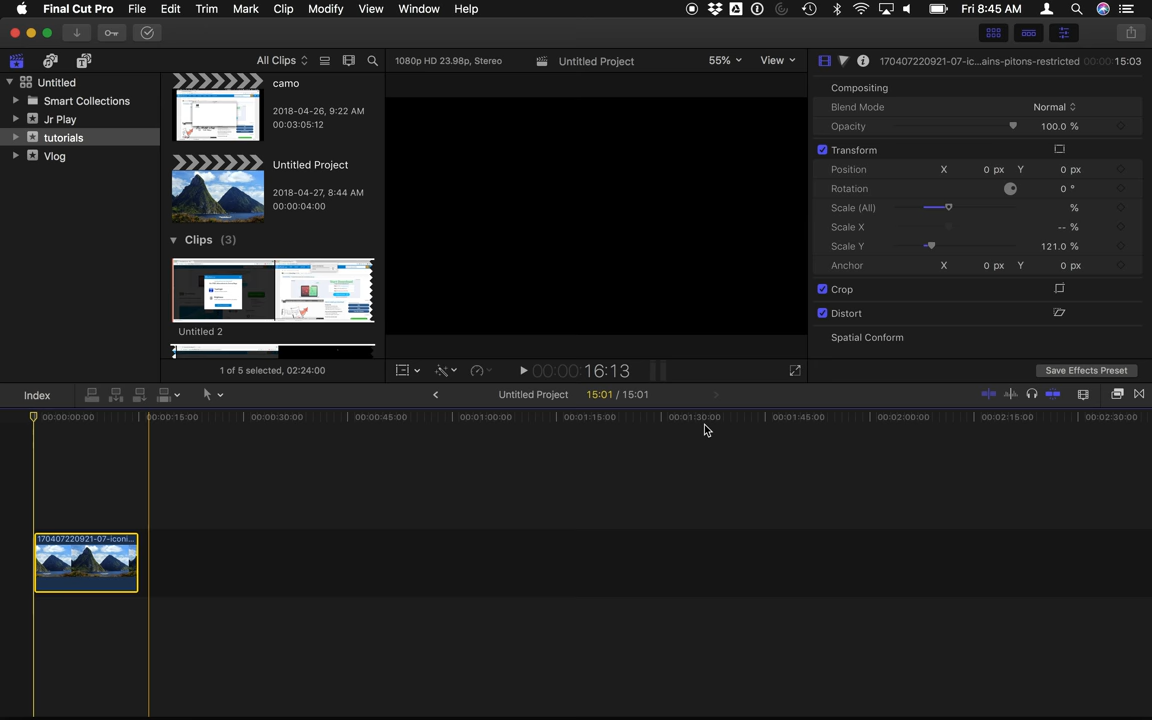 Final Cut Pro File Edit Trim Mark Clip Modify View Window Help Fri 8:45 AM
All Clips 1080p HD 23.98p, Stereo Untitled Project 55% View 170407220921-07-ic...ains-pitons-restricted 00:00:15:03
Untitled
Smart Collections
Jr Play
tutorials
Vlog
camo
2018-04-26, 9:22 AM
00:03:05:12
Untitled Project
2018-04-27, 8:44 AM
00:00:04:00
Clips (3)
Untitled 2
1 of 5 selected, 02:24:00
00:00:16:13
Compositing
Blend Mode Normal
Opacity 100.0 %
Transform
Position X 0 px Y 0 px
Rotation 0 °
Scale (All) %
Scale X -- %
Scale Y 121.0 %
Anchor X 0 px Y 0 px
Crop
Distort
Spatial Conform
Save Effects Preset
Index Untitled Project 15:01 / 15:01
00:00:00:00 00:00:15:00 00:00:30:00 00:00:45:00 00:01:00:00 00:01:15:00 00:01:30:00 00:01:45:00 00:02:00:00 00:02:15:00 00:02:30:00
170407220921-07-iconi...